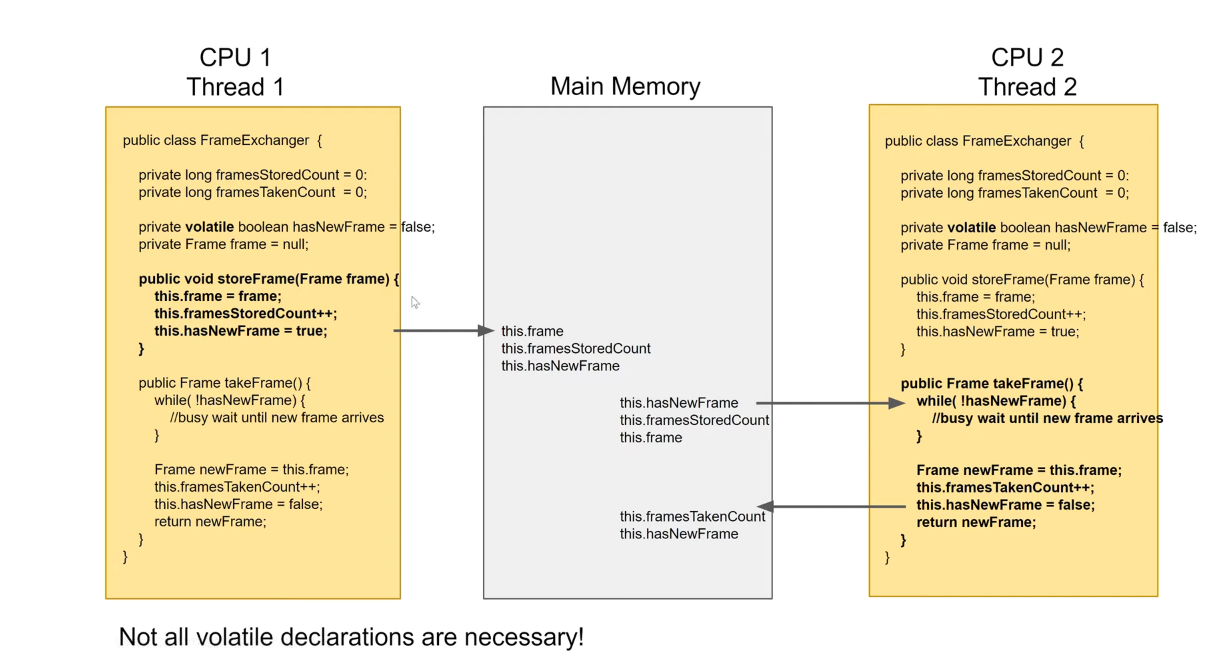 CPU 1
Thread 1
public class FrameExchanger {
private long framesStoredCount = 0:
private long framesTakenCount = 0;
private volatile boolean hasNewFrame = false;
private Frame frame = null;
public void storeFrame(Frame frame) {
this.frame = frame;
this.framesStoredCount++;
this.hasNewFrame = true;
}
public Frame takeFrame() {
while( !hasNewFrame) {
//busy wait until new frame arrives
}
Frame newFrame = this.frame;
this.framesTakenCount++;
this.hasNewFrame = false;
return newFrame;
}
}
Main Memory
this.frame
this.framesStoredCount
this.hasNewFrame
this.hasNewFrame
this.framesStoredCount
this.frame
this.framesTakenCount
this.hasNewFrame
CPU 2
Thread 2
public class FrameExchanger {
private long framesStoredCount = 0:
private long framesTakenCount = 0;
private volatile boolean hasNewFrame = false;
private Frame frame = null;
public void storeFrame(Frame frame) {
this.frame = frame;
this.framesStoredCount++;
this.hasNewFrame = true;
}
public Frame takeFrame() {
while( !hasNewFrame) {
//busy wait until new frame arrives
}
Frame newFrame = this.frame;
this.framesTakenCount++;
this.hasNewFrame = false;
return newFrame;
}
}
Not all volatile declarations are necessary!